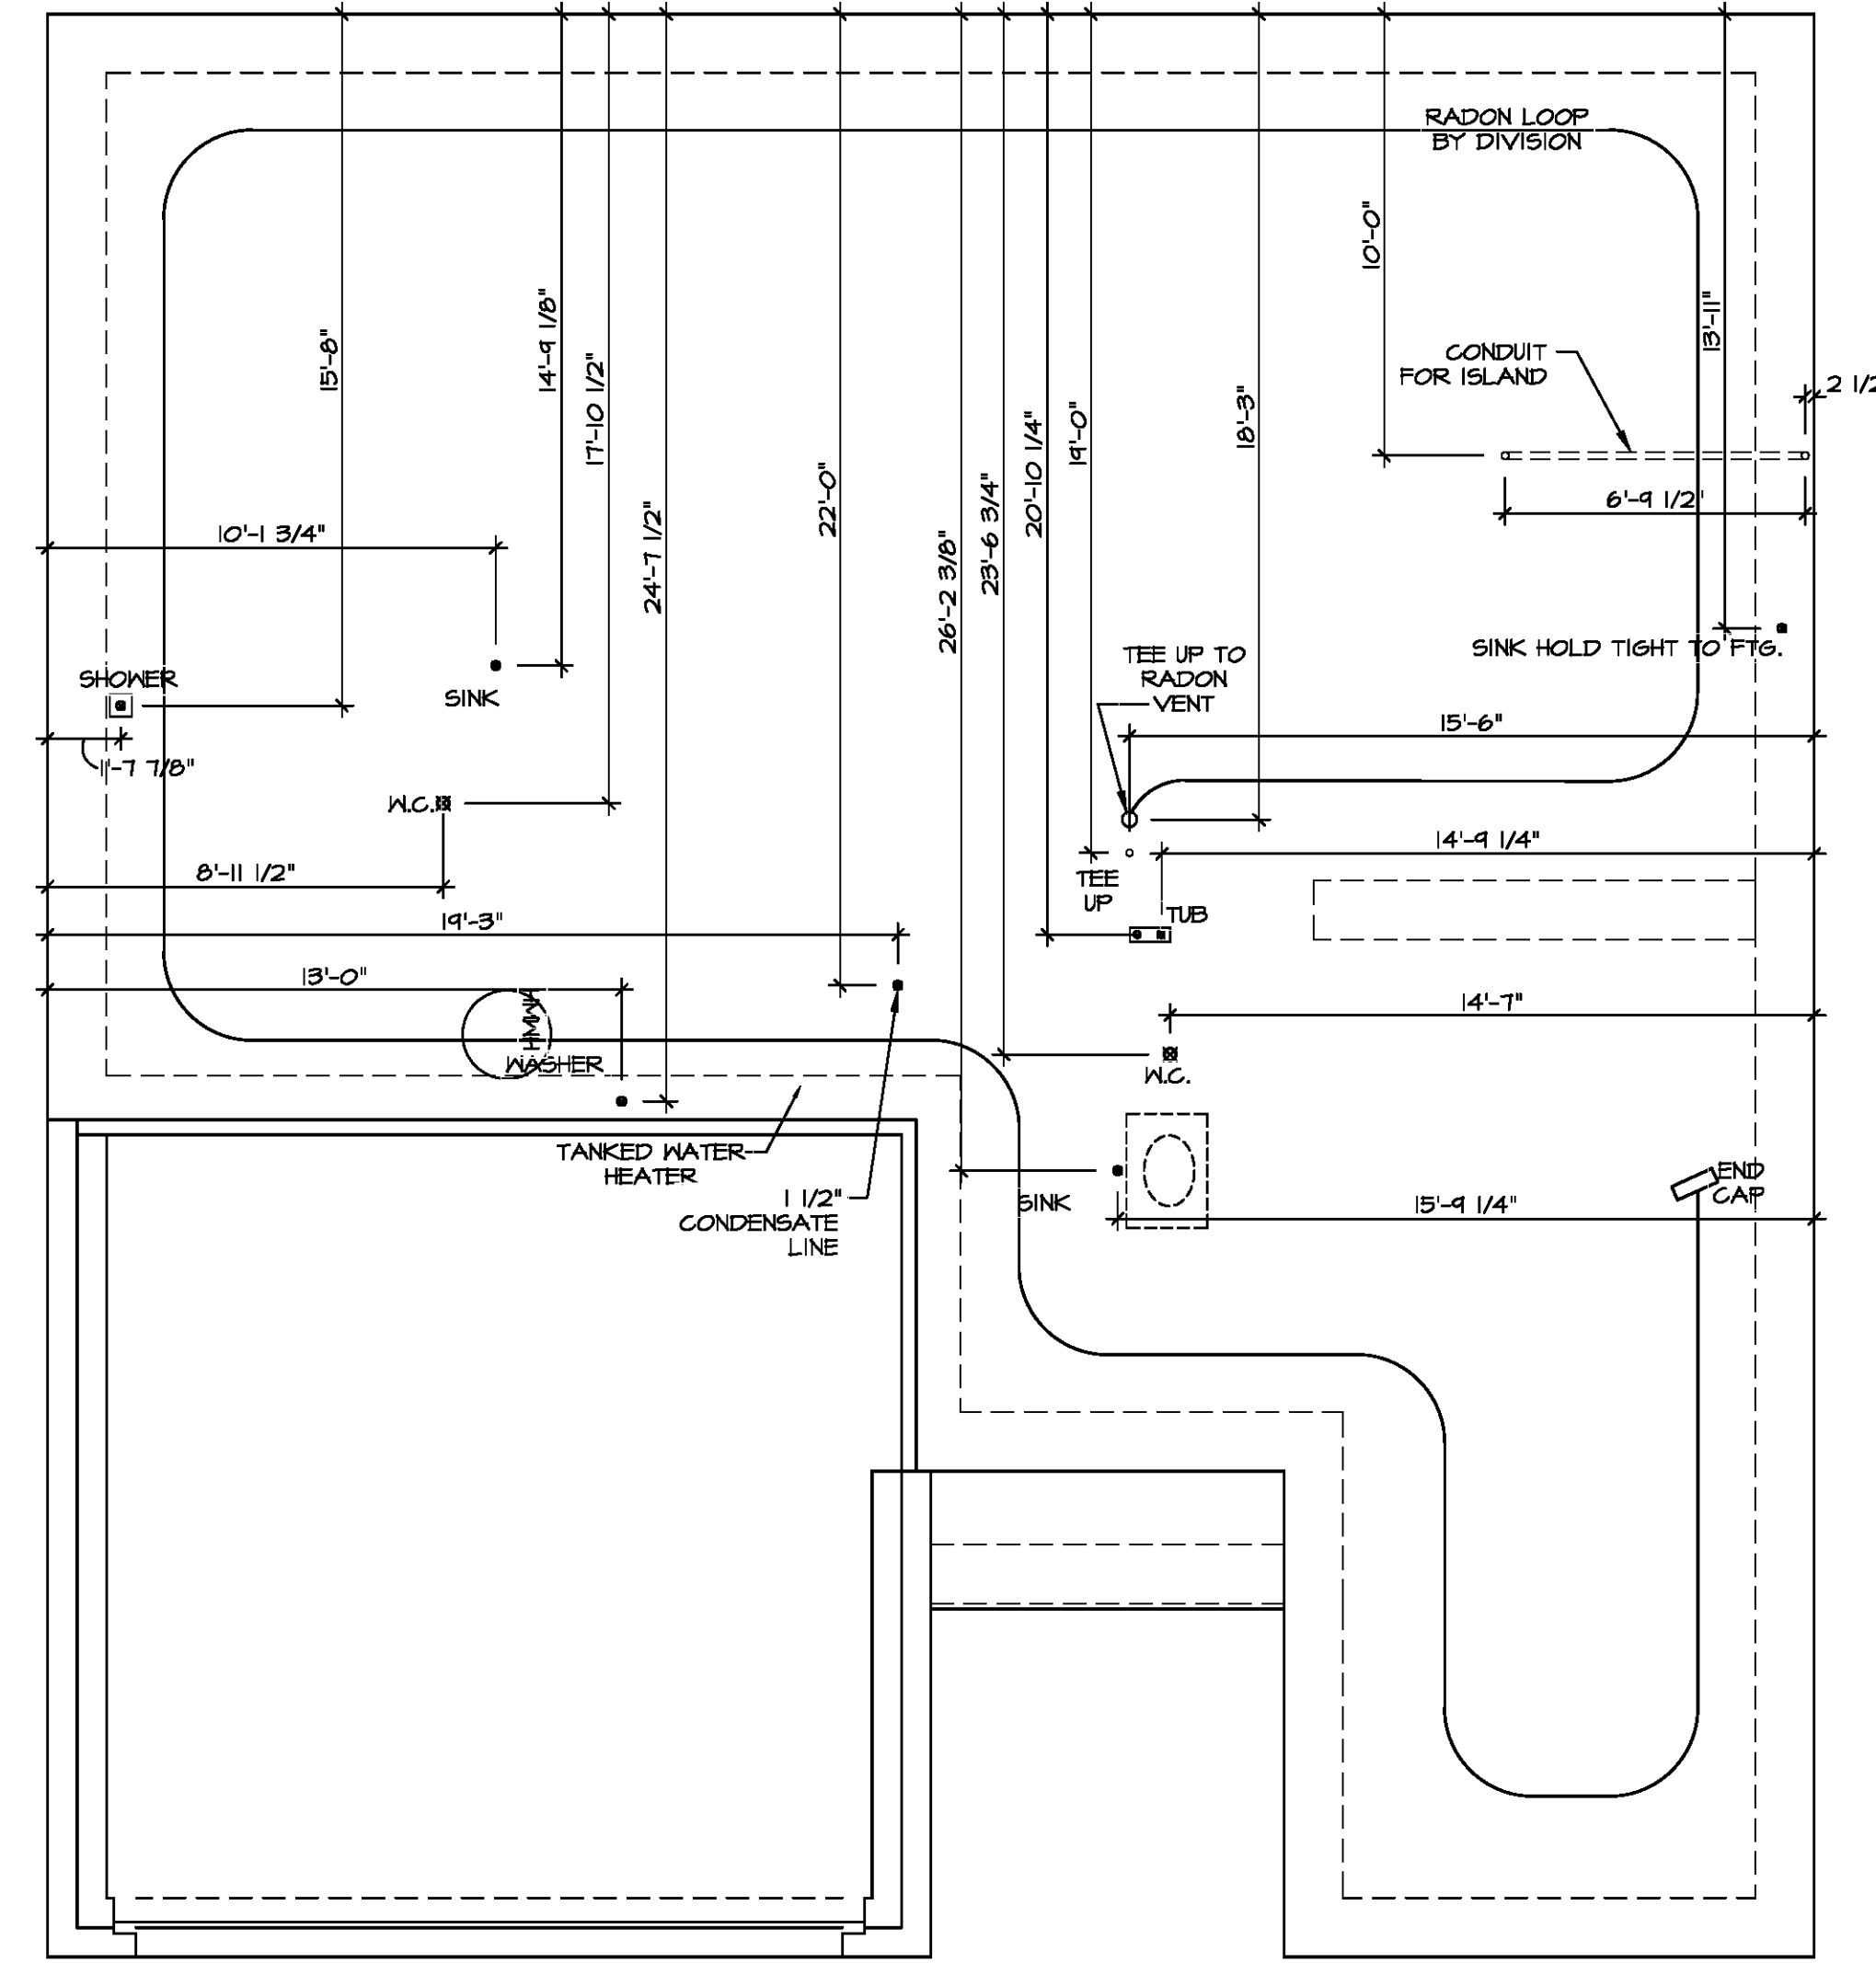 RADON LOOP
BY DIVISION
10'-0"
13'-11"
15'-8"
14'-9 1/8"
17'-10 1/2"
CONDUIT
FOR ISLAND
2 1/2
18'-3"
19'-0"
20'-10 1/4"
22'-0"
6'-9 1/2"
24'-7 1/2"
23'-6 3/4"
26'-2 3/8"
10'-1 3/4"
SINK HOLD TIGHT TO FTG.
TEE UP TO
RADON
VENT
SHOWER
SINK
15'-6"
1'-7 7/8"
W.C.
14'-9 1/4"
8'-11 1/2"
TEE
UP
TUB
19'-3"
13'-0"
14'-7"
HMWH
WASHER
W.C.
TANKED WATER
HEATER
1 1/2"
CONDENSATE
LINE
SINK
END
CAP
15'-9 1/4"